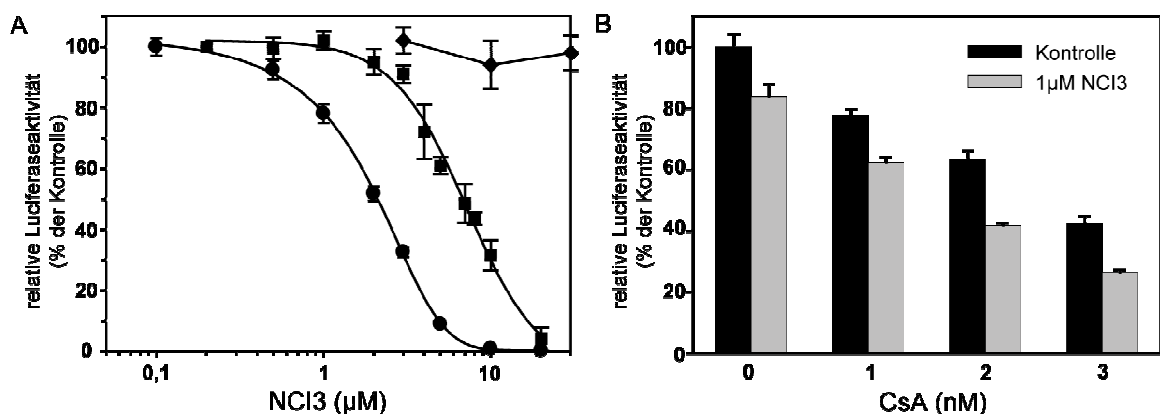 A
relative Luciferaseaktivität
(% der Kontrolle)
100
80
60
40
20
0
0,1
1
10
NCI3 (µM)
B
relative Luciferaseaktivität
(% der Kontrolle)
100
80
60
40
20
0
Kontrolle
1µM NCI3
0
1
2
3
CsA (nM)